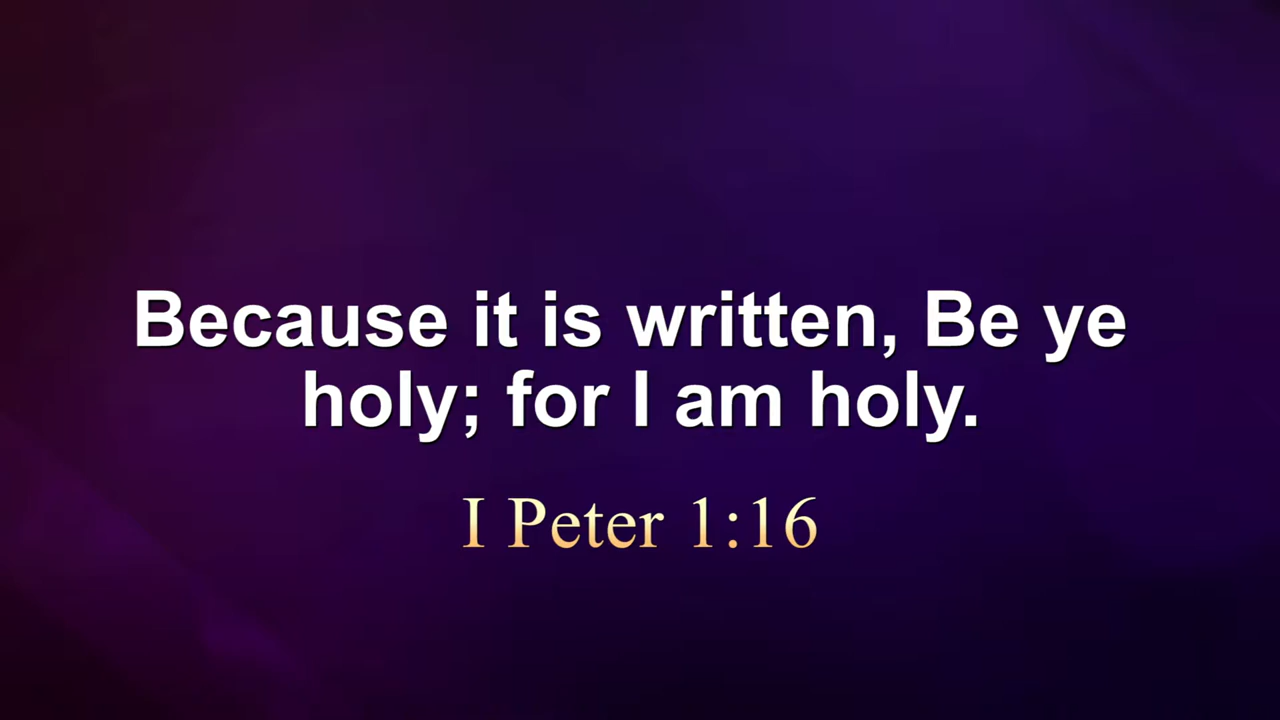 Because it is written, Be ye
holy; for I am holy.
I Peter 1:16